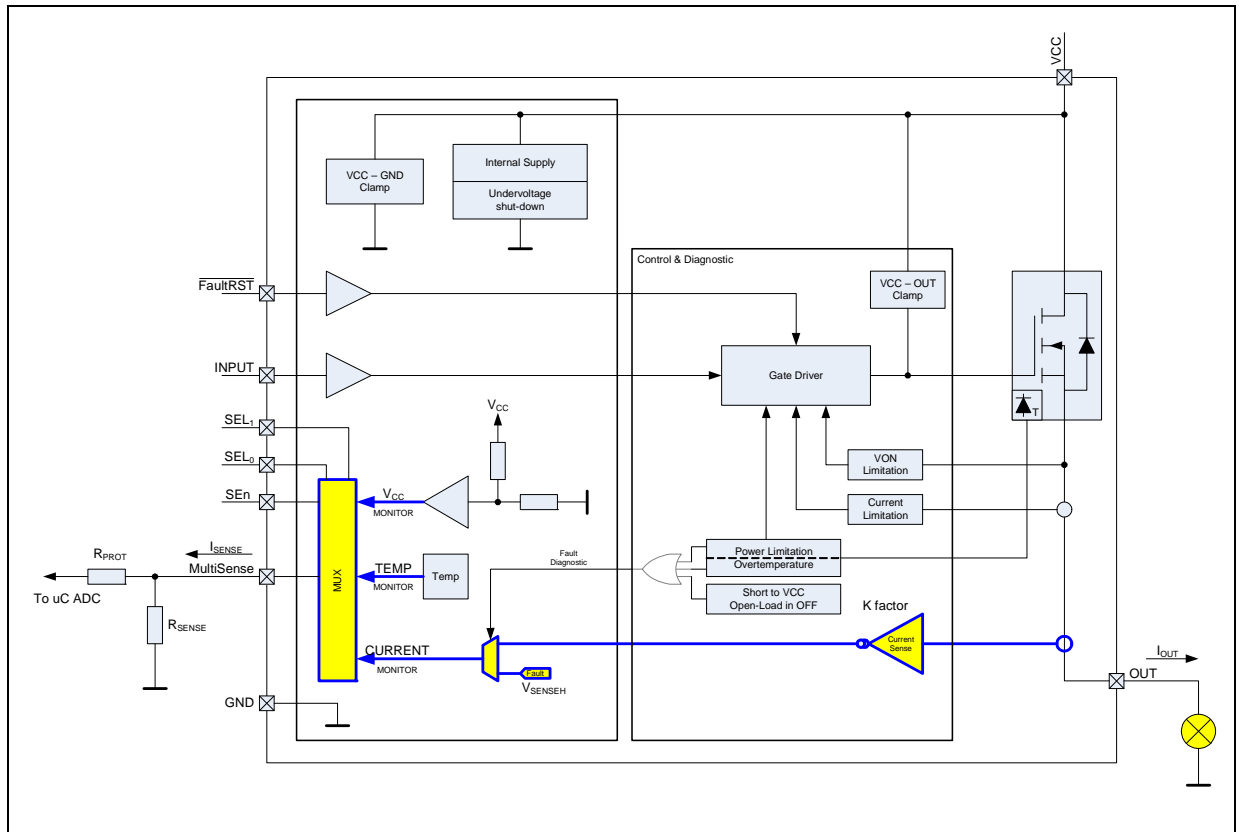 VCC
VCC – GND
Clamp
Internal Supply
Undervoltage
shut-down
Control & Diagnostic
FaultRST
VCC – OUT
Clamp
INPUT
Gate Driver
SEL1
VCC
SEL0
VON
Limitation
SEn
VCC
MONITOR
Current
Limitation
RPROT
ISENSE
MultiSense
To uC ADC
RSENSE
MUX
TEMP
MONITOR
Temp
Fault
Diagnostic
Power Limitation
Overtemperature
Short to VCC
Open-Load in OFF
T
K factor
Current
Sense
CURRENT
MONITOR
Fault
VSENSEH
IOUT
OUT
GND